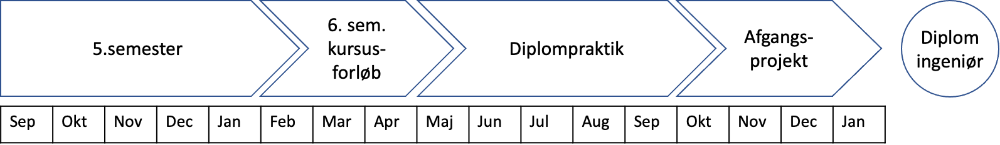 5.semester
6. sem.
kursus-
forløb
Diplompraktik
Afgangs-
projekt
Diplom
ingeniør
Sep Okt Nov Dec Jan Feb Mar Apr Maj Jun Jul Aug Sep Okt Nov Dec Jan